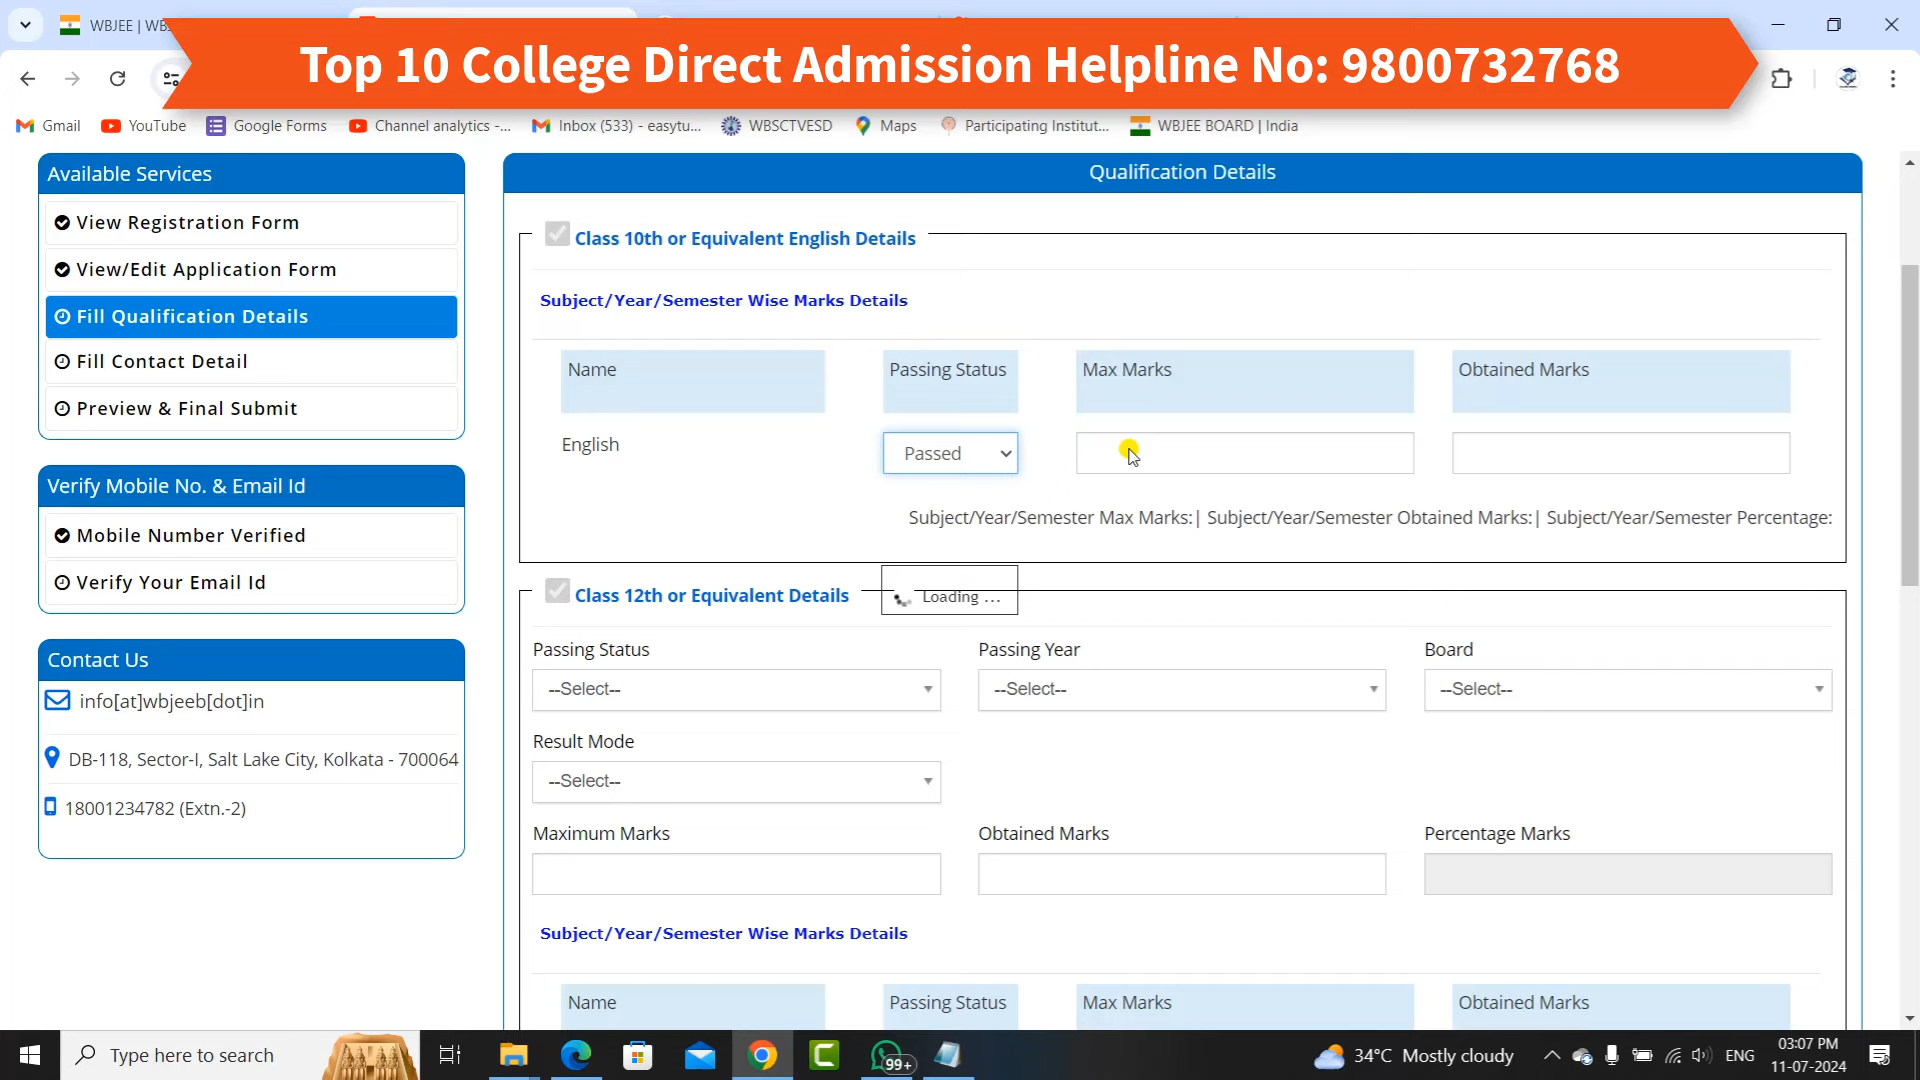 WBJEE | WB
Top 10 College Direct Admission Helpline No: 9800732768
Gmail
YouTube
Google Forms
Channel analytics -...
Inbox (533) - easytu...
WBSCTVESD
Maps
Participating Institut...
WBJEE BOARD | India
Available Services
View Registration Form
View/Edit Application Form
Fill Qualification Details
Fill Contact Detail
Preview & Final Submit
Verify Mobile No. & Email Id
Mobile Number Verified
Verify Your Email Id
Contact Us
info[at]wbjeeb[dot]in
DB-118, Sector-I, Salt Lake City, Kolkata - 700064
18001234782 (Extn.-2)
Qualification Details
Class 10th or Equivalent English Details
Subject/Year/Semester Wise Marks Details
Name Passing Status Max Marks Obtained Marks
English Passed
Subject/Year/Semester Max Marks:| Subject/Year/Semester Obtained Marks:| Subject/Year/Semester Percentage:
Class 12th or Equivalent Details
Loading ...
Passing Status Passing Year Board
--Select-- --Select-- --Select--
Result Mode
--Select--
Maximum Marks Obtained Marks Percentage Marks
Subject/Year/Semester Wise Marks Details
Name Passing Status Max Marks Obtained Marks
Type here to search
99+
34°C Mostly cloudy
ENG
03:07 PM
11-07-2024